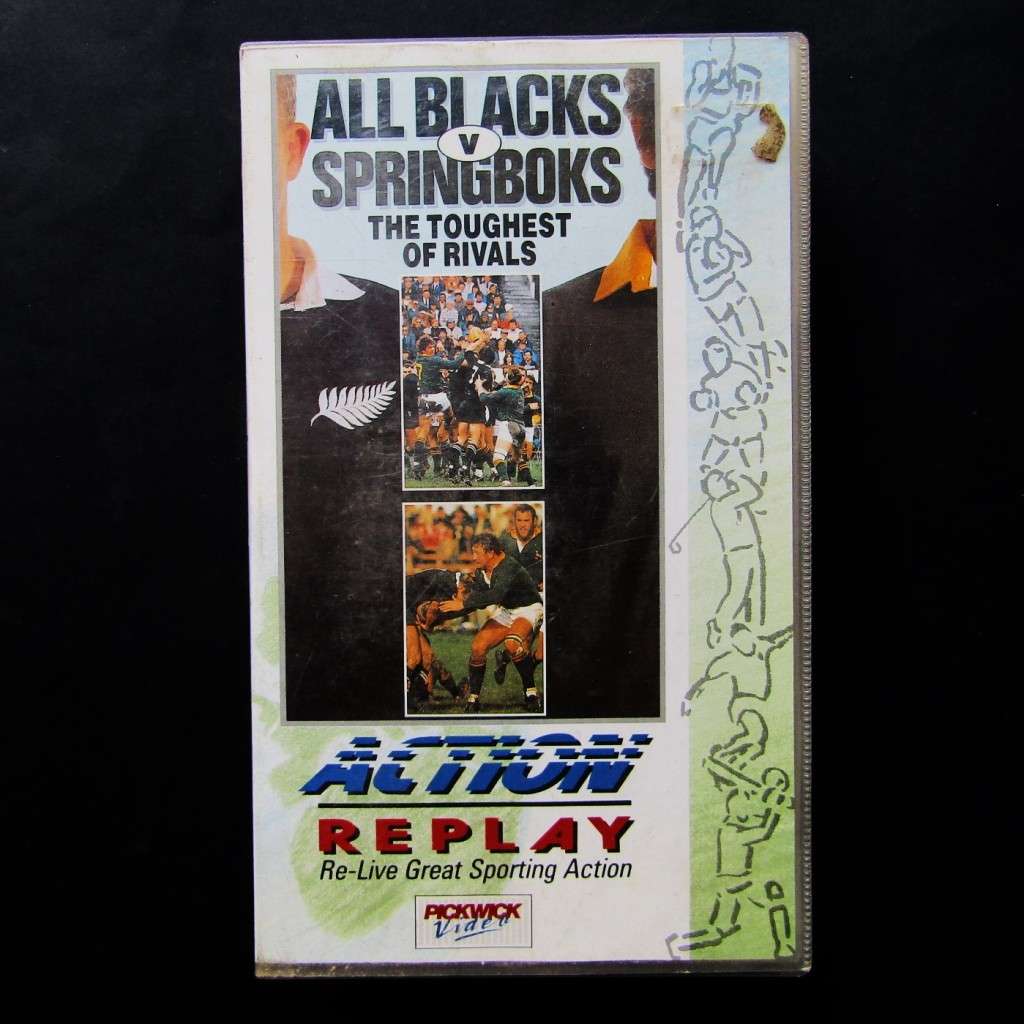 ALL BLACKS
V
SPRINGBOKS
THE TOUGHEST
OF RIVALS
ACTION
REPLAY
Re-Live Great Sporting Action
PICKWICK
Video